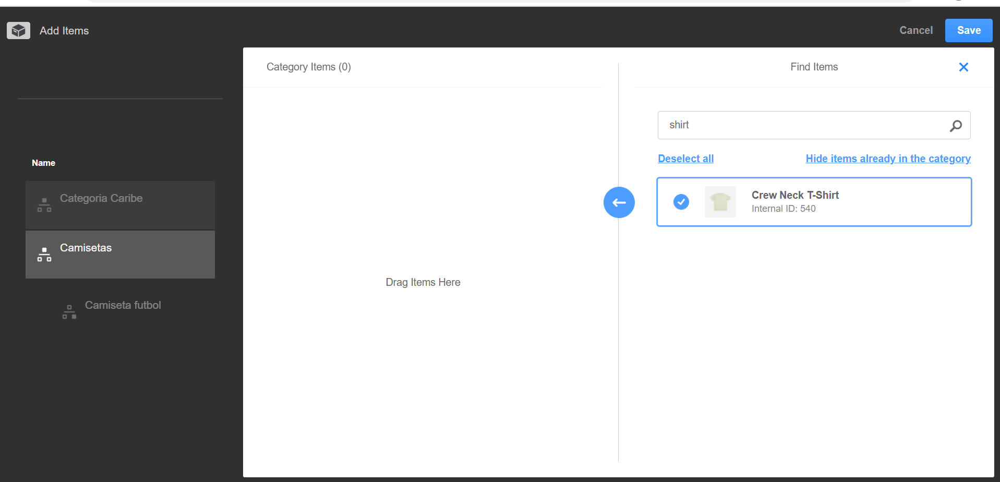 Add Items
Cancel
Save
Name
Categoria Caribe
Camisetas
Camiseta futbol
Category Items (0)
Drag Items Here
Find Items
shirt
Deselect all
Hide items already in the category
Crew Neck T-Shirt
Internal ID: 540